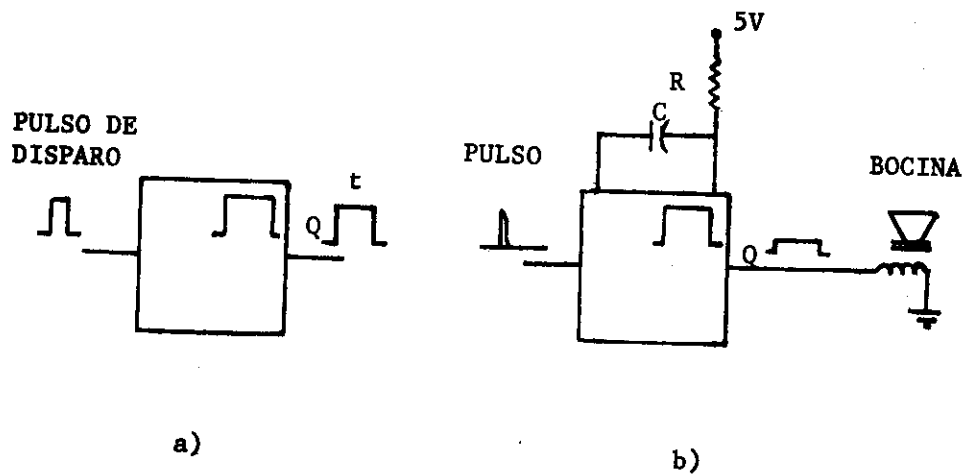 PULSO DE
DISPARO
t
Q
a)
5V
R
C
PULSO
BOCINA
Q
b)